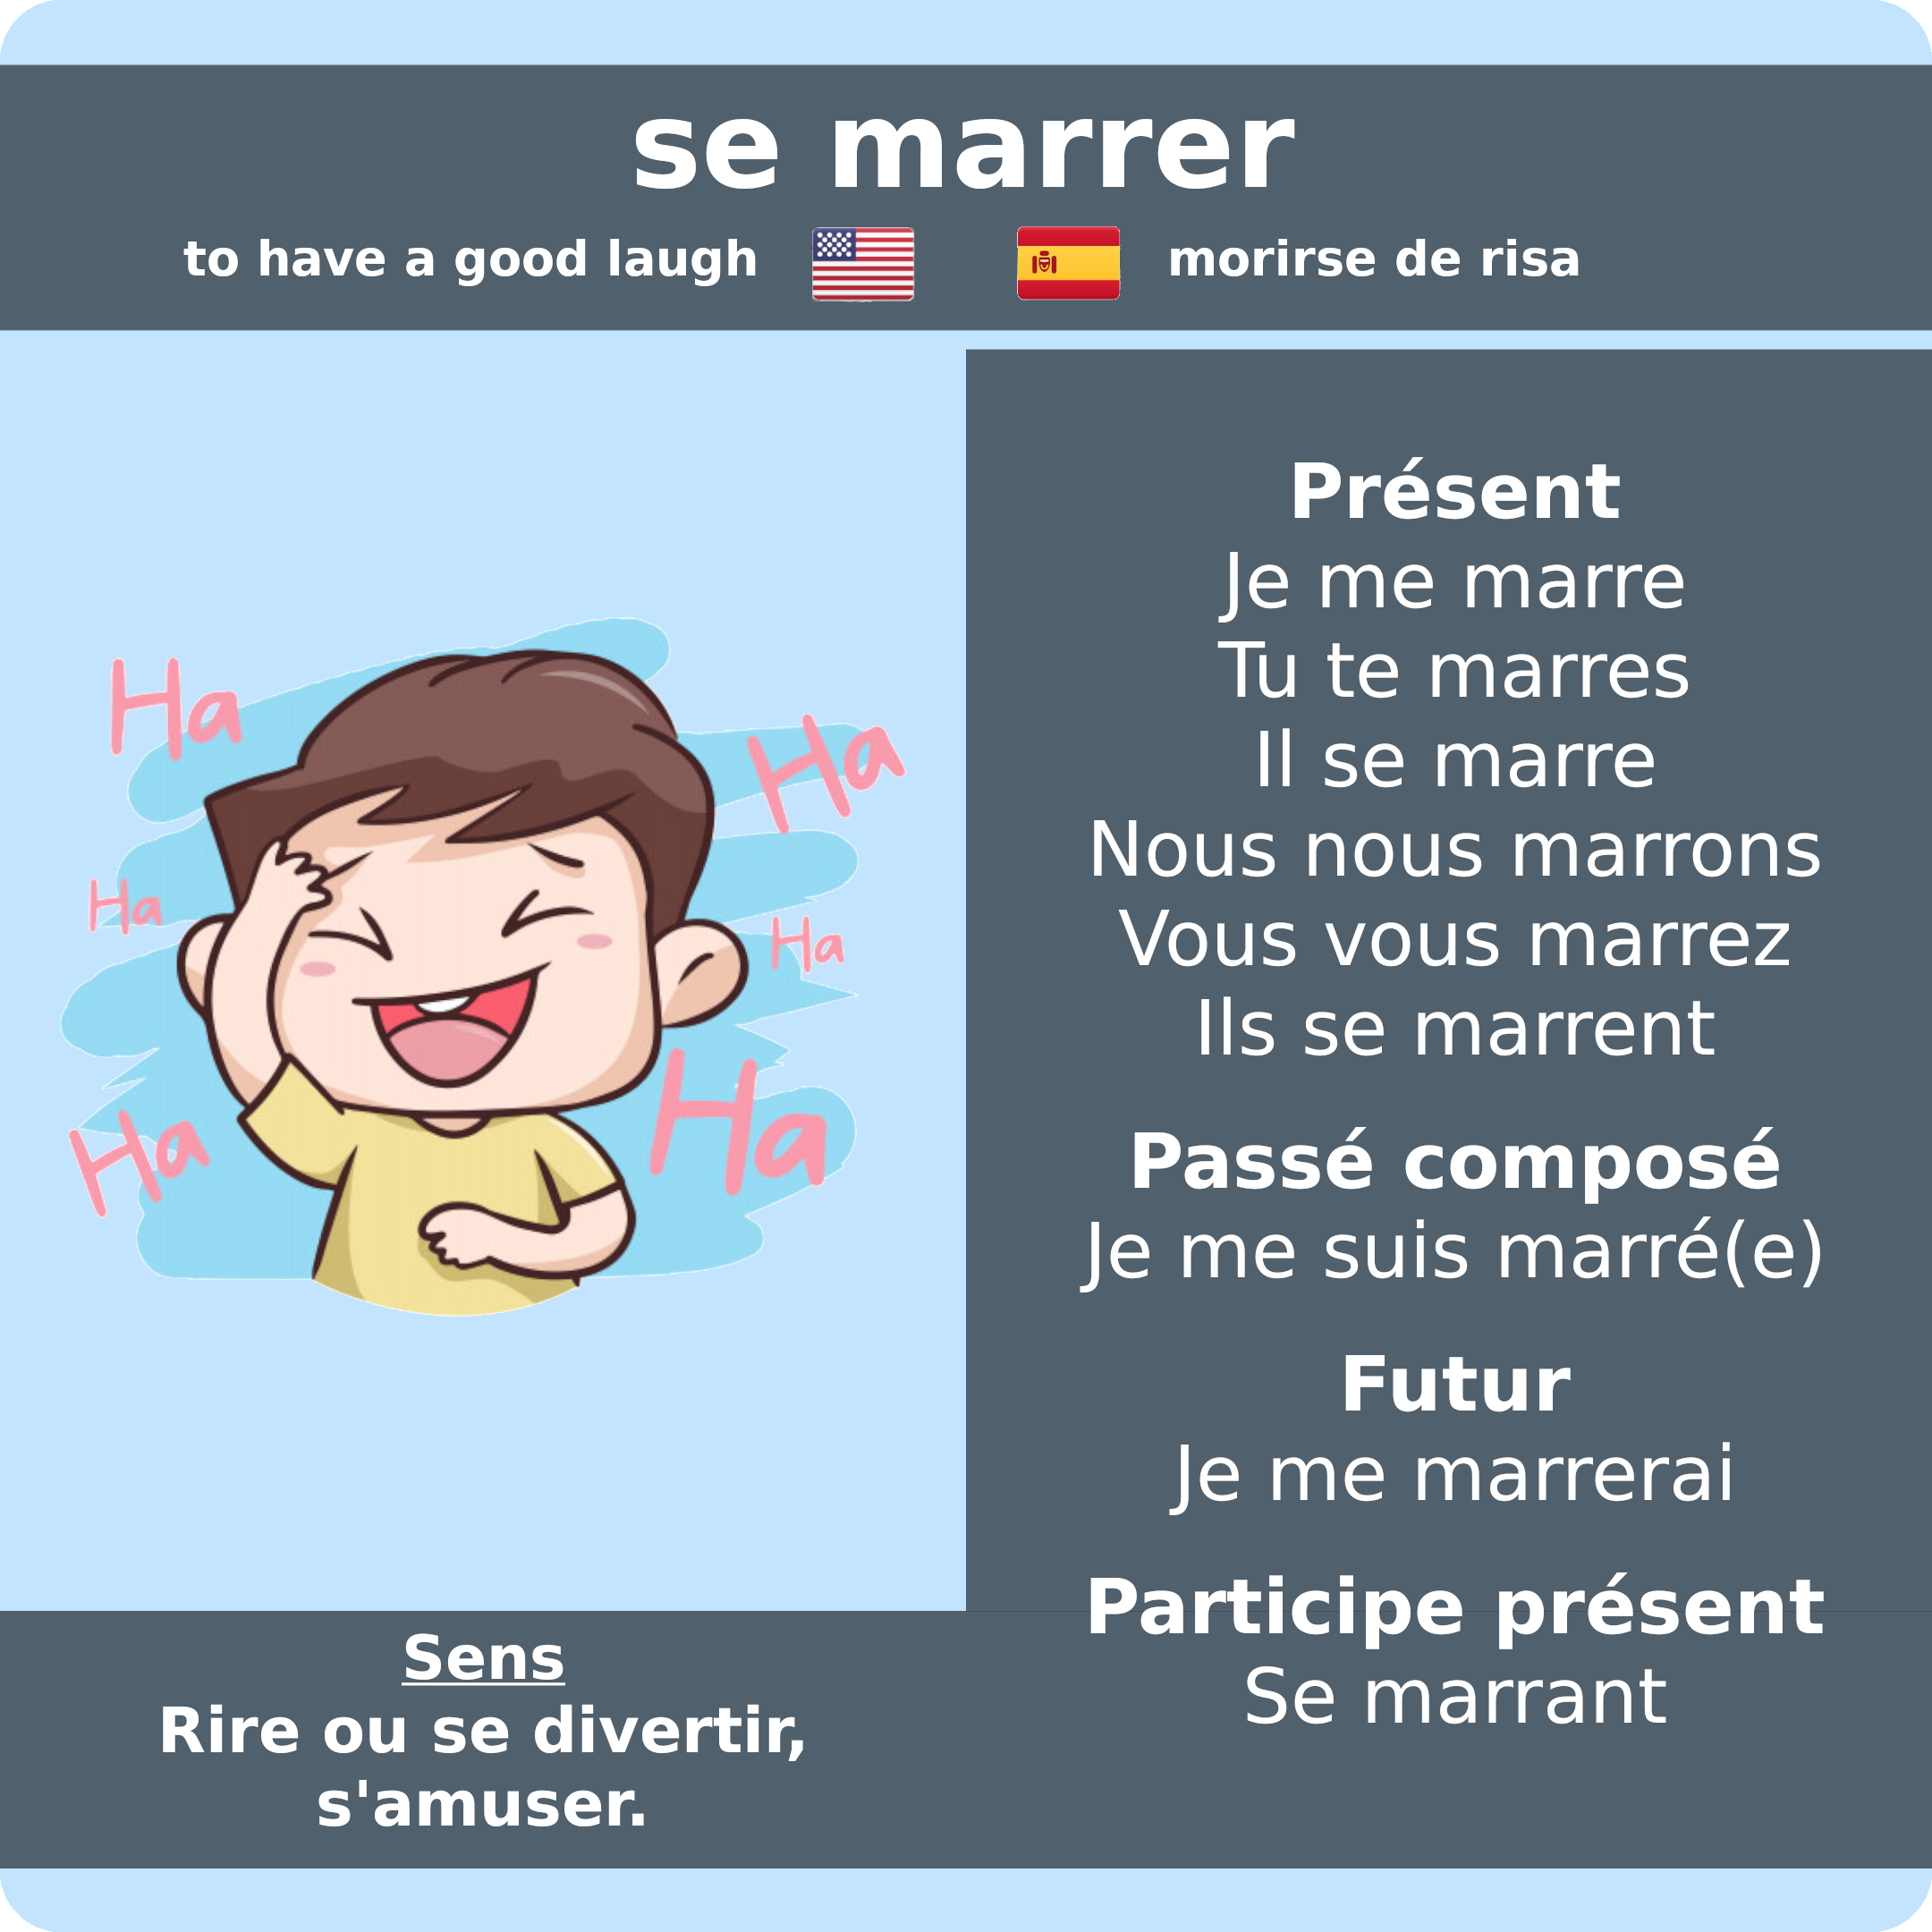 se marrer
to have a good laugh
morirse de risa
Ha
Ha
Ha
Ha
Ha
Ha
Présent
Je me marre
Tu te marres
Il se marre
Nous nous marrons
Vous vous marrez
Ils se marrent
Passé composé
Je me suis marré(e)
Futur
Je me marrerai
Participe présent
Se marrant
Sens
Rire ou se divertir,
s'amuser.